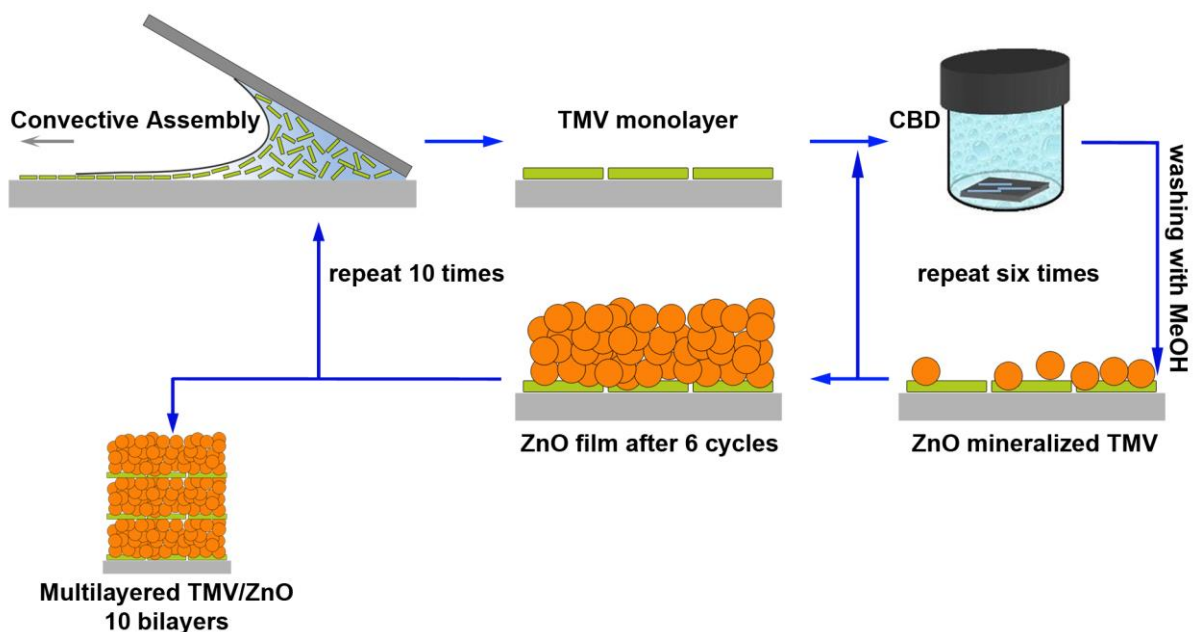 Convective Assembly
TMV monolayer
CBD
washing with MeOH
repeat 10 times
repeat six times
ZnO film after 6 cycles
ZnO mineralized TMV
Multilayered TMV/ZnO
10 bilayers